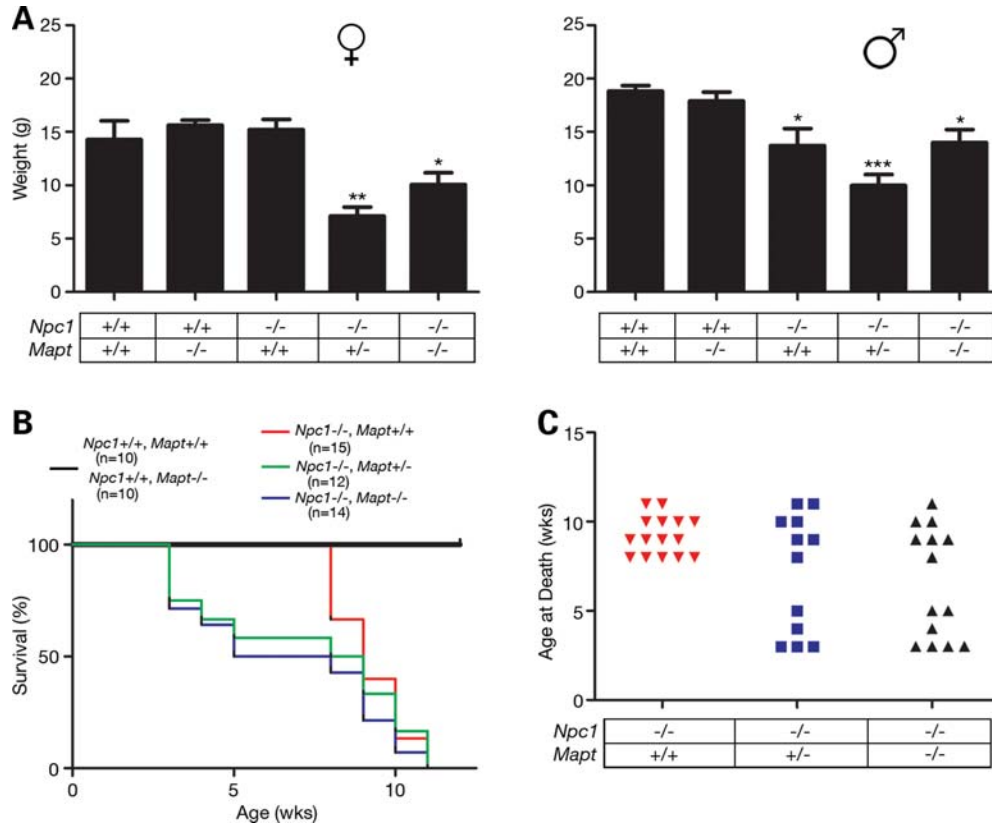 A
25
20
15
10
5
0
Weight (g)
♀
** *
Npc1 +/+ +/+ -/- -/- -/-
Mapt +/+ -/- +/+ +/- -/-
25
20
15
10
5
0
♂
* *** *
+/+ +/+ -/- -/- -/-
+/+ -/- +/+ +/- -/-
B
Npc1+/+, Mapt+/+
(n=10)
Npc1+/+, Mapt-/-
(n=10)
Npc1-/-, Mapt+/+
(n=15)
Npc1-/-, Mapt+/-
(n=12)
Npc1-/-, Mapt-/-
(n=14)
100
50
0
Survival (%)
0 5 10
Age (wks)
C
15
10
5
0
Age at Death (wks)
Npc1 -/- -/- -/-
Mapt +/+ +/- -/-